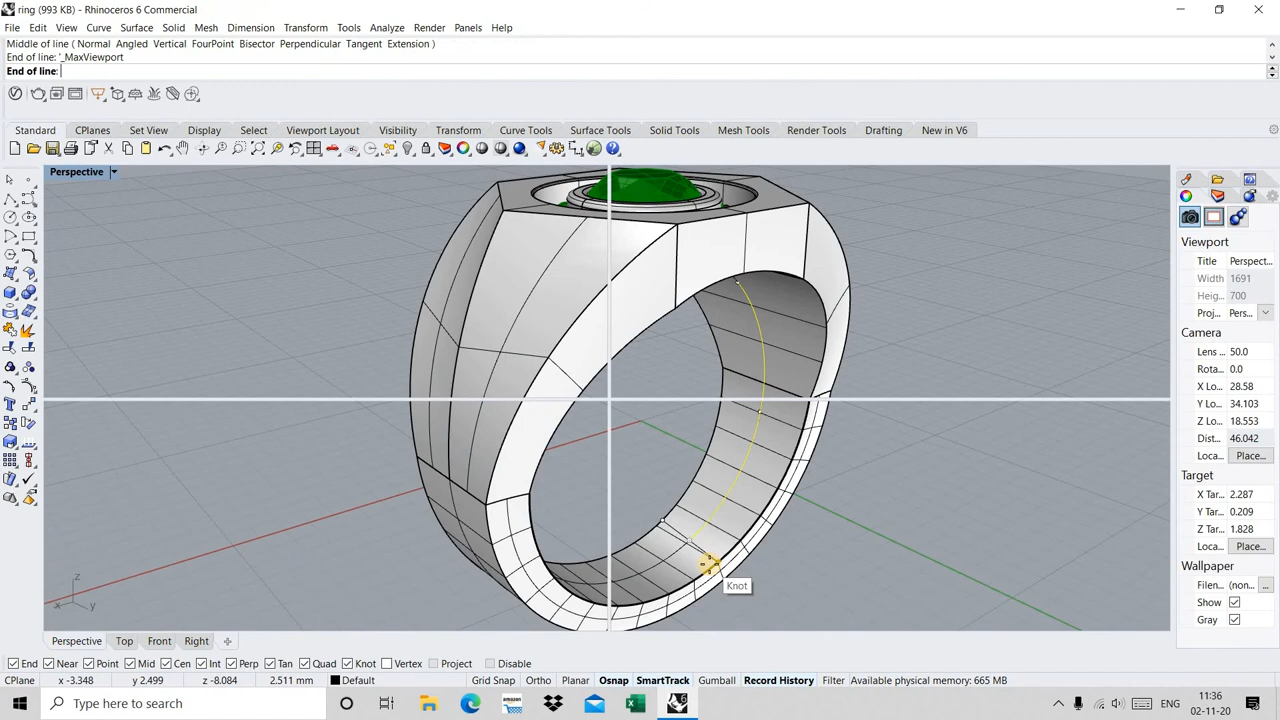 ring (993 KB) - Rhinoceros 6 Commercial
File Edit View Curve Surface Solid Mesh Dimension Transform Tools Analyze Render Panels Help
Middle of line ( Normal Angled Vertical FourPoint Bisector Perpendicular Tangent Extension )
End of line: '_MaxViewport
End of line:
Standard CPlanes Set View Display Select Viewport Layout Visibility Transform Curve Tools Surface Tools Solid Tools Mesh Tools Render Tools Drafting New in V6
Perspective
Viewport
Title Perspect...
Width 1691
Heig... 700
Proj... Pers...
Camera
Lens ... 50.0
Rota... 0.0
X Lo... 28.58
Y Lo... 34.103
Z Lo... 18.553
Dist... 46.042
Loca... Place...
Target
X Tar... 2.287
Y Tar... 0.209
Z Tar... 1.828
Loca... Place...
Wallpaper
Filen... (non... ...
Show
Gray
Knot
z
x y
Perspective Top Front Right
End Near Point Mid Cen Int Perp Tan Quad Knot Vertex Project Disable
CPlane x -3.348 y 2.499 z -8.084 2.511 mm Default Grid Snap Ortho Planar Osnap SmartTrack Gumball Record History Filter Available physical memory: 665 MB
Type here to search
amazon
ENG
11:36
02-11-20